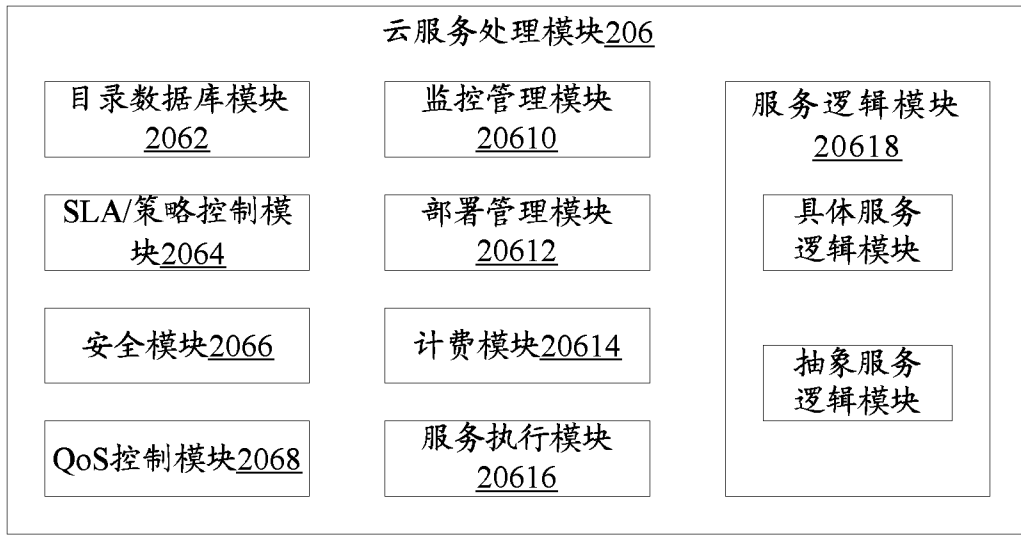 云服务处理模块206
目录数据库模块
2062
SLA/策略控制模
块2064
安全模块2066
QoS控制模块2068
监控管理模块
20610
部署管理模块
20612
计费模块20614
服务执行模块
20616
服务逻辑模块
20618
具体服务
逻辑模块
抽象服务
逻辑模块